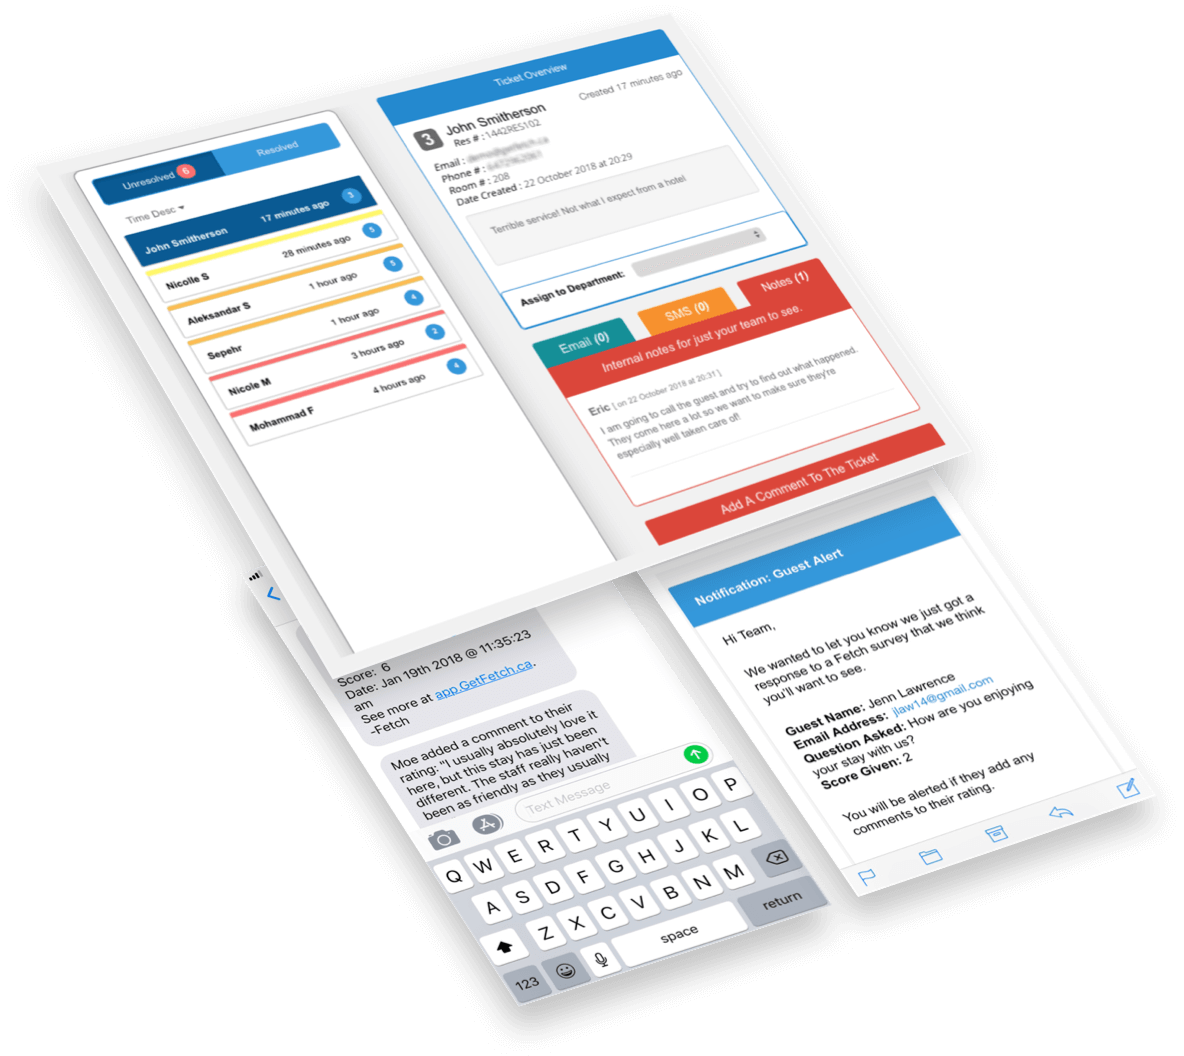 Unresolved 6
Resolved
Time Desc
John Smitherson 17 minutes ago 3
Nicolle S 28 minutes ago 5
Aleksandar S 1 hour ago 5
Sepehr 1 hour ago 4
Nicole M 3 hours ago 2
Mohammad F 4 hours ago 4
Ticket Overview
Created 17 minutes ago
3 John Smitherson
Res # : 1442RES102
Email :
Phone # :
Room # : 208
Date Created : 22 October 2018 at 20:29
Terrible service! Not what I expect from a hotel
Assign to Department:
Email (0)
SMS (0)
Notes (1)
Internal notes for just your team to see.
Eric [ on 22 October 2018 at 20:31 ]
I am going to call the guest and try to find out what happened.
They come here a lot so we want to make sure they're
especially well taken care of!
Add A Comment To The Ticket
Score: 6
Date: Jan 19th 2018 @ 11:35:23
am
See more at app.GetFetch.ca.
-Fetch
Moe added a comment to their
rating: "I usually absolutely love it
here, but this stay has just been
different. The staff really haven't
been as friendly as they usually
Text Message
Q W E R T Y U I O P
A S D F G H J K L
Z X C V B N M
123
space
return
Notification: Guest Alert
Hi Team,
We wanted to let you know we just got a
response to a Fetch survey that we think
you'll want to see.
Guest Name: Jenn Lawrence
Email Address: jlaw14@gmail.com
Question Asked: How are you enjoying
your stay with us?
Score Given: 2
You will be alerted if they add any
comments to their rating.